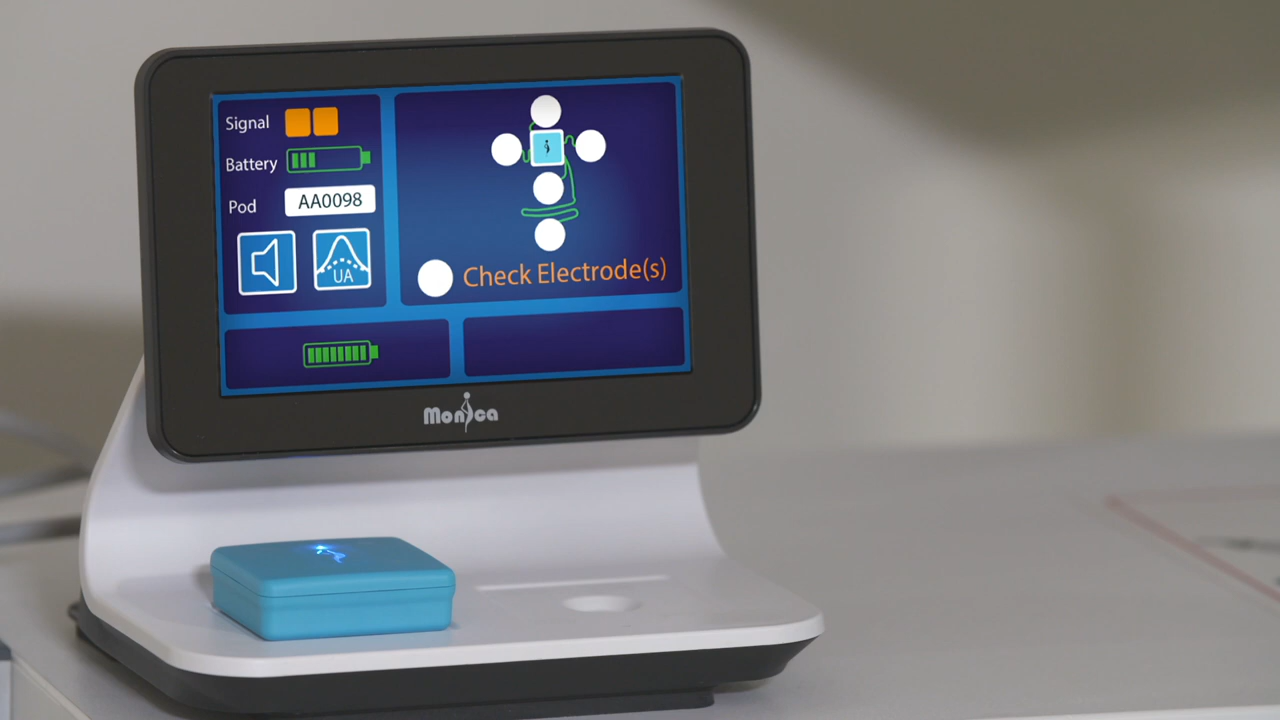 Signal
Battery
Pod AA0098
UA
Check Electrode(s)
Monica